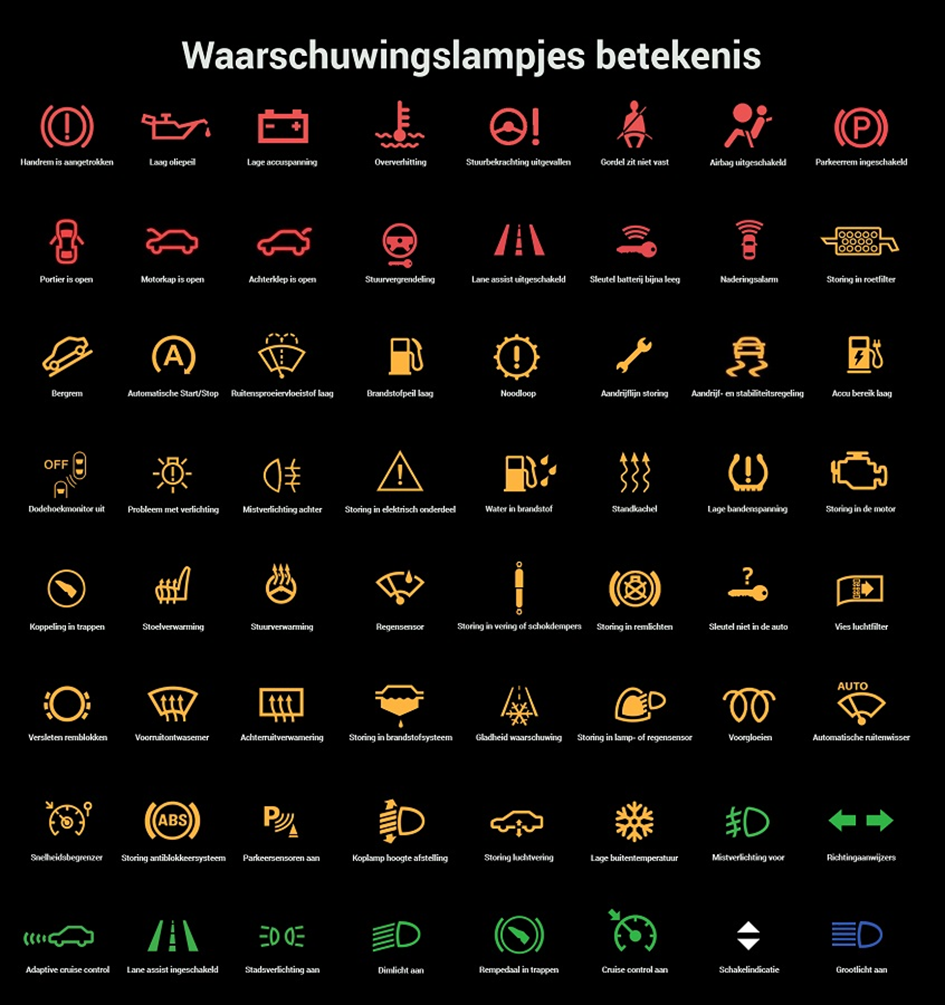 Waarschuwingslampjes betekenis
Handrem is aangetrokken
Laag oliepeil
Lage accuspanning
Oververhitting
Stuurbekrachting uitgevallen
Gordel zit niet vast
Airbag uitgeschakeld
P
Parkeerrem ingeschakeld
Portier is open
Motorkap is open
Achterklep is open
Stuurvergrendeling
Lane assist uitgeschakeld
Sleutel batterij bijna leeg
Naderingsalarm
Storing in roetfilter
Bergrem
A
Automatische Start/Stop
Ruitensproeiervloeistof laag
Brandstofpeil laag
Noodloop
Aandrijflijn storing
Aandrijf- en stabiliteitsregeling
Accu bereik laag
OFF
Dodehoekmonitor uit
Probleem met verlichting
Mistverlichting achter
Storing in elektrisch onderdeel
Water in brandstof
Standkachel
Lage bandenspanning
Storing in de motor
Koppeling in trappen
Stoelverwarming
Stuurverwarming
Regensensor
Storing in vering of schokdempers
Storing in remlichten
?
Sleutel niet in de auto
Vies luchtfilter
Versleten remblokken
Voorruitontwasemer
Achterruitverwamering
Storing in brandstofsysteem
Gladheid waarschuwing
Storing in lamp- of regensensor
Voorgloeien
AUTO
Automatische ruitenwisser
Snelheidsbegrenzer
ABS
Storing antiblokkeersysteem
P
Parkeersensoren aan
Koplamp hoogte afstelling
Storing luchtvering
Lage buitentemperatuur
Mistverlichting voor
Richtingaanwijzers
Adaptive cruise control
Lane assist ingeschakeld
Stadsverlichting aan
Dimlicht aan
Rempedaal in trappen
Cruise control aan
Schakelindicatie
Grootlicht aan